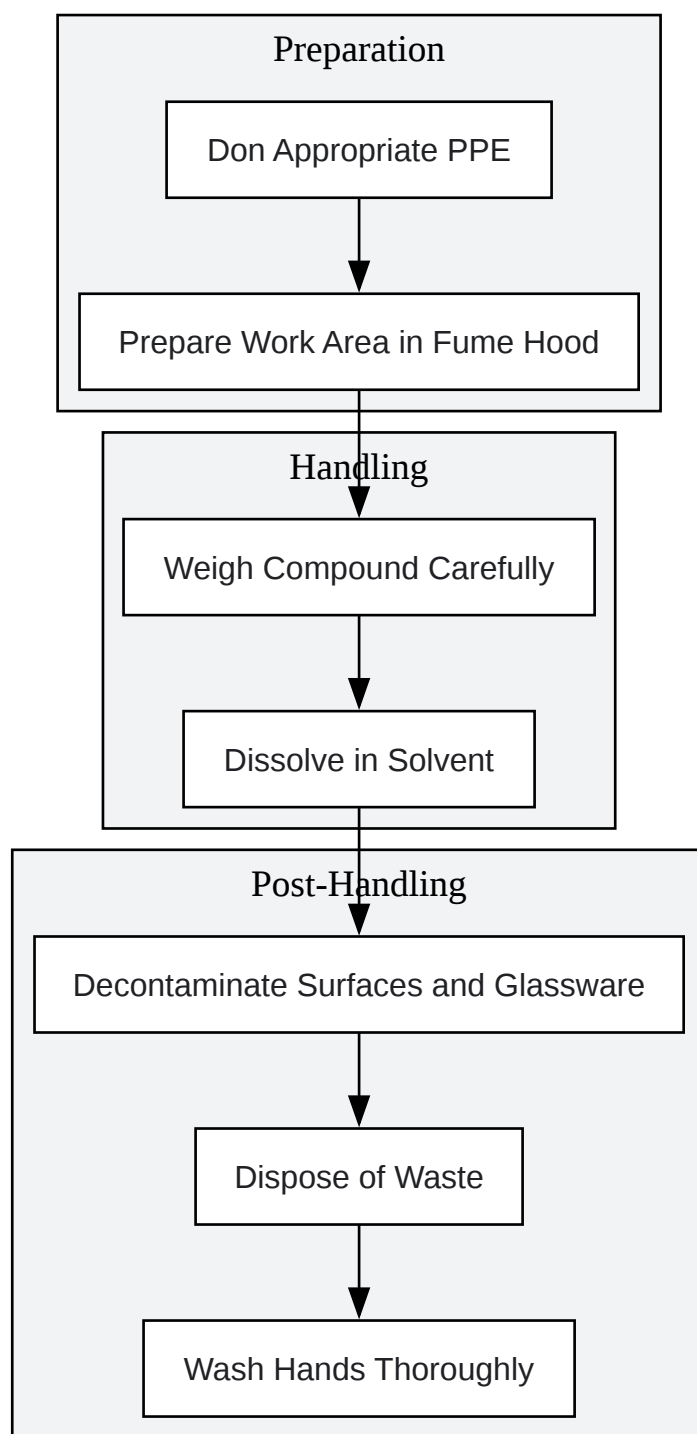 Preparation
Don Appropriate PPE
Prepare Work Area in Fume Hood
Handling
Weigh Compound Carefully
Dissolve in Solvent
Post-Handling
Decontaminate Surfaces and Glassware
Dispose of Waste
Wash Hands Thoroughly